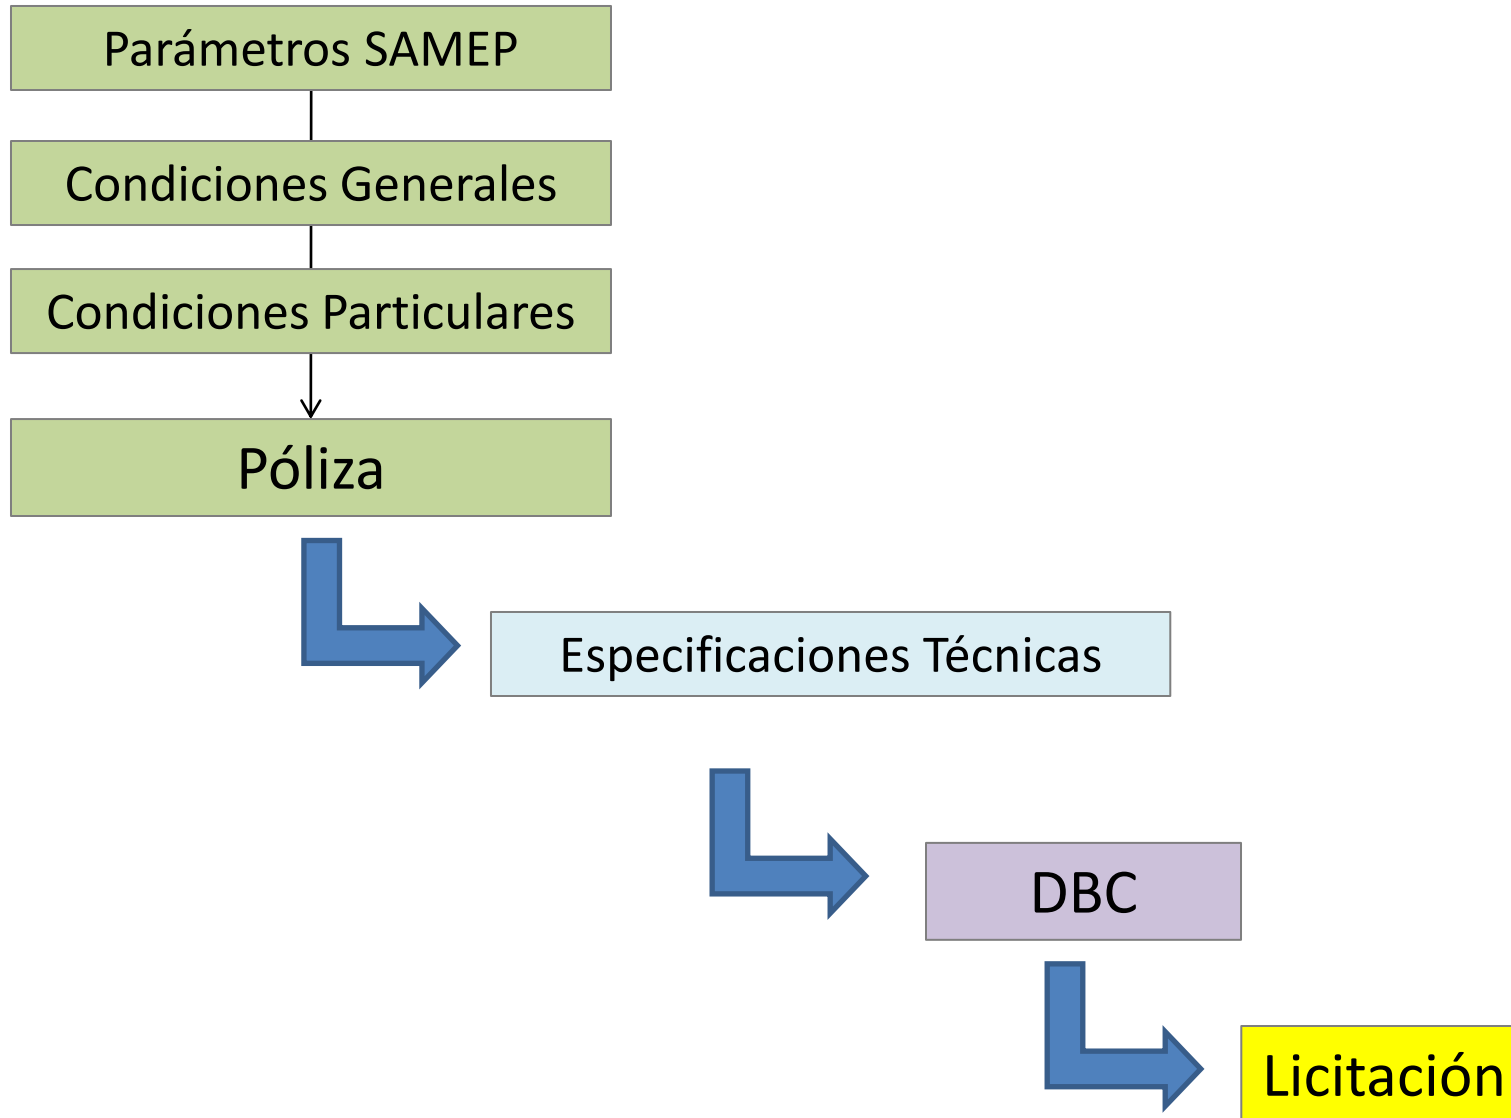 Parámetros SAMEP
Condiciones Generales
Condiciones Particulares
Póliza
Especificaciones Técnicas
DBC
Licitación